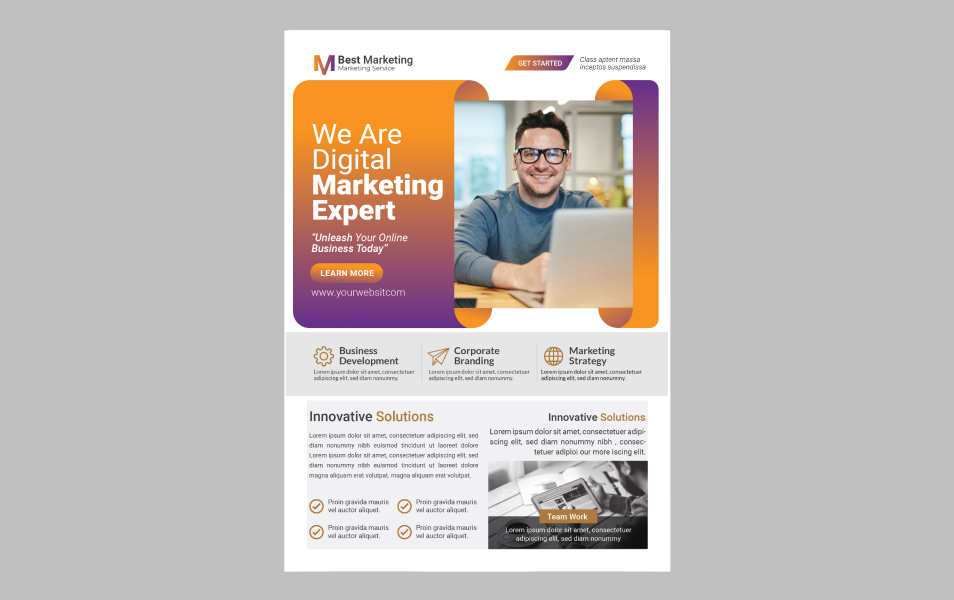 M Best Marketing
Marketing Service
GET STARTED
Class aptent massa
inceptos suspendissa
We Are
Digital
Marketing
Expert
"Unleash Your Online
Business Today"
LEARN MORE
www.yourwebsitcom
Business
Development
Lorem ipsum dolor sit amet, consectetuer
adipiscing elit, sed diam nonummy.
Corporate
Branding
Lorem ipsum dolor sit amet, consectetuer
adipiscing elit, sed diam nonummy.
Marketing
Strategy
Lorem ipsum dolor sit amet, consectetuer
adipiscing elit, sed diam nonummy.
Innovative Solutions
Lorem ipsum dolor sit amet, consectetuer adipiscing elit, sed
diam nonummy nibh euismod tincidunt ut laoreet dolore
Lorem ipsum dolor sit amet, consectetuer adipiscing elit, sed
diam nonummy nibh euismod tincidunt ut laoreet dolore
magna aliquam erat volutpat. magna aliquam erat volutpat.
Proin gravida mauris
vel auctor aliquet.
Proin gravida mauris
vel auctor aliquet.
Proin gravida mauris
vel auctor aliquet.
Proin gravida mauris
vel auctor aliquet.
Innovative Solutions
Lorem ipsum dolor sit amet, consectetuer adipi-
scing elit, sed diam nonummy nibh , consec-
tetuer adiploi our more iscing elit.
Team Work
Lorem ipsum dolor sit amet, consectetuer
adipiscing elit, sed diam nonummy